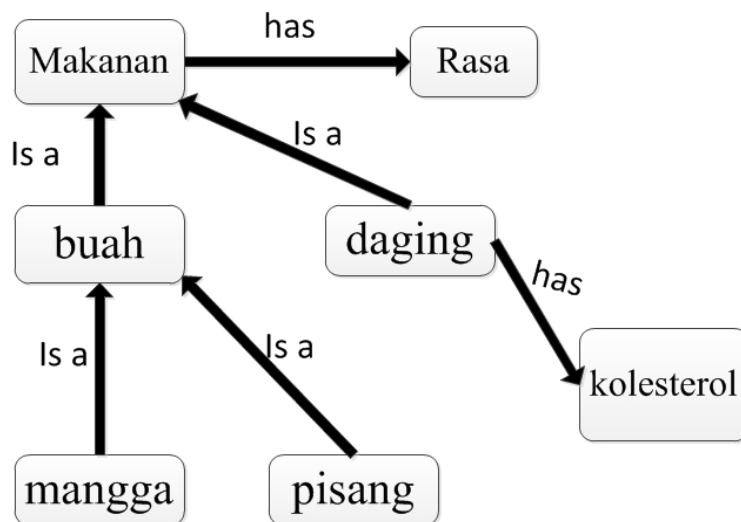 has
Makanan
Rasa
Is a
Is a
buah
daging
has
Is a
Is a
kolesterol
mangga
pisang